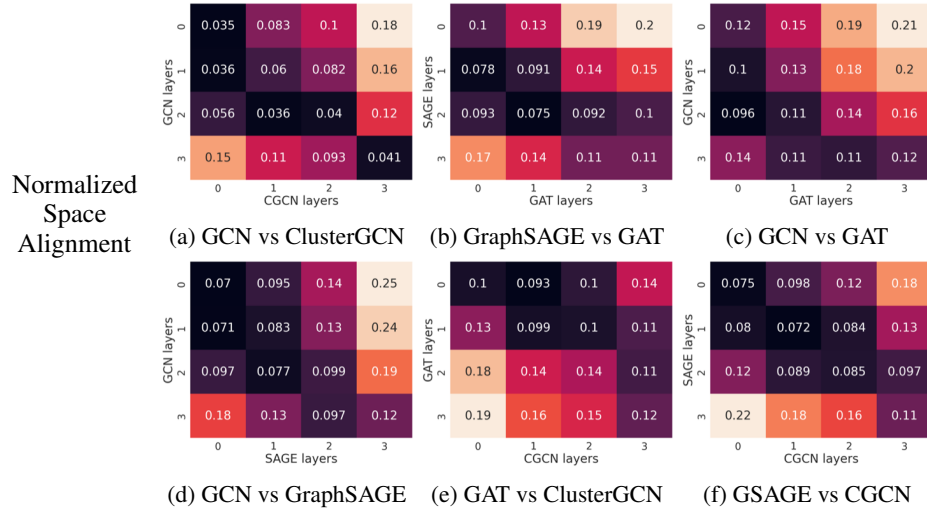 Normalized
Space
Alignment
GCN layers
0 0.035 0.083 0.1 0.18
1 0.036 0.06 0.082 0.16
2 0.056 0.036 0.04 0.12
3 0.15 0.11 0.093 0.041
0 1 2 3
CGCN layers
(a) GCN vs ClusterGCN
SAGE layers
0 0.1 0.13 0.19 0.2
1 0.078 0.091 0.14 0.15
2 0.093 0.075 0.092 0.1
3 0.17 0.14 0.11 0.11
0 1 2 3
GAT layers
(b) GraphSAGE vs GAT
GCN layers
0 0.12 0.15 0.19 0.21
1 0.1 0.13 0.18 0.2
2 0.096 0.11 0.14 0.16
3 0.14 0.11 0.11 0.12
0 1 2 3
GAT layers
(c) GCN vs GAT
GCN layers
0 0.07 0.095 0.14 0.25
1 0.071 0.083 0.13 0.24
2 0.097 0.077 0.099 0.19
3 0.18 0.13 0.097 0.12
0 1 2 3
SAGE layers
(d) GCN vs GraphSAGE
GAT layers
0 0.1 0.093 0.1 0.14
1 0.13 0.099 0.1 0.11
2 0.18 0.14 0.14 0.11
3 0.19 0.16 0.15 0.12
0 1 2 3
CGCN layers
(e) GAT vs ClusterGCN
SAGE layers
0 0.075 0.098 0.12 0.18
1 0.08 0.072 0.084 0.13
2 0.12 0.089 0.085 0.097
3 0.22 0.18 0.16 0.11
0 1 2 3
CGCN layers
(f) GSAGE vs CGCN